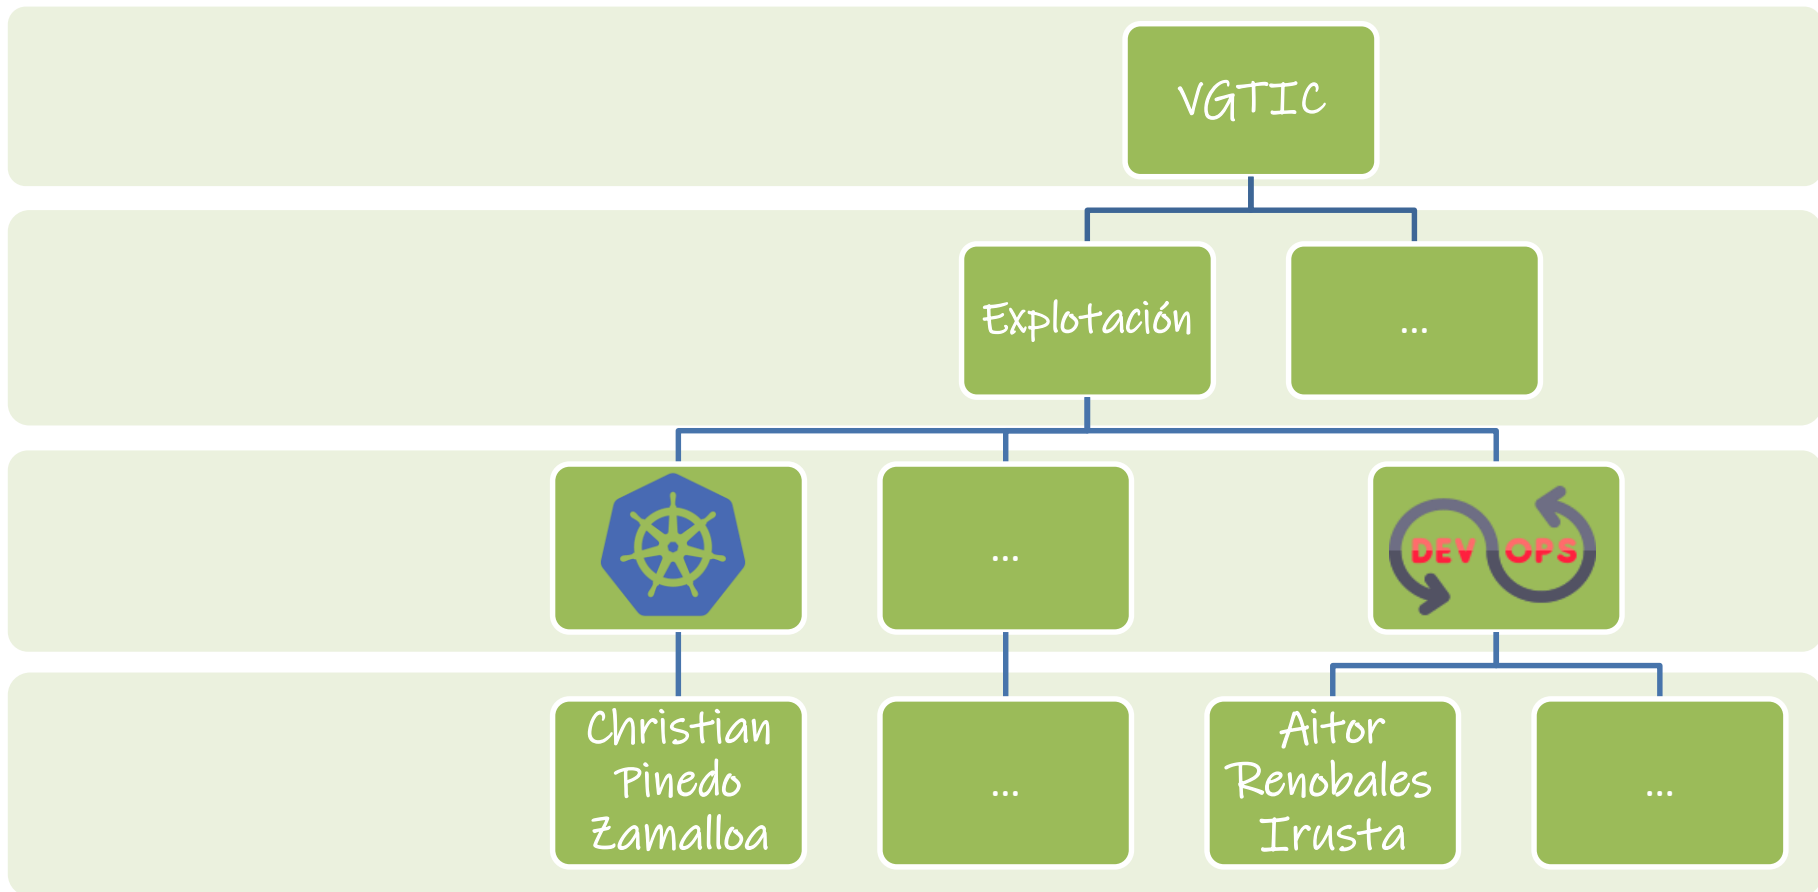 VGTIC
Explotación
...
...
DEV OPS
Christian
Pinedo
Zamalloa
...
Aitor
Renobales
Irusta
...